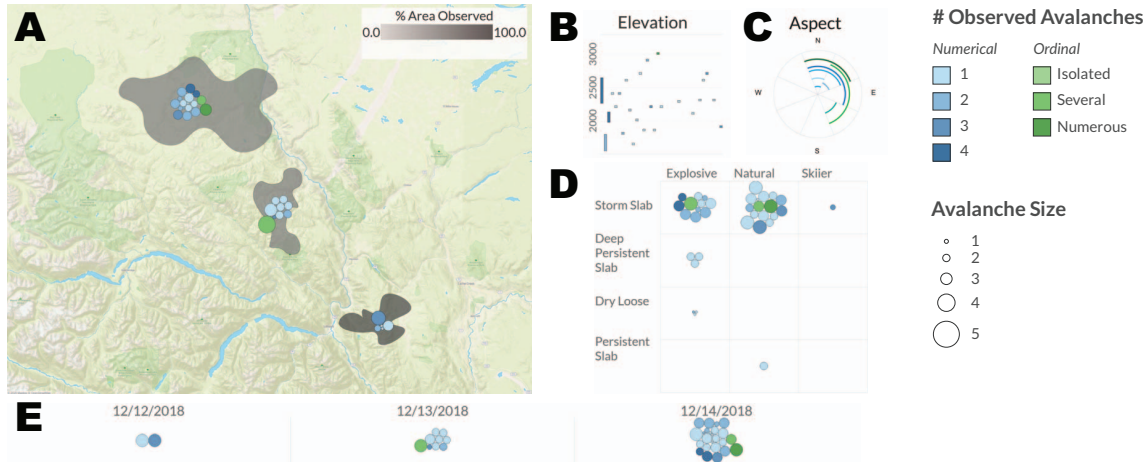 A
% Area Observed
0.0
100.0
B
Elevation
3000
2500
2000
C
Aspect
N
W
E
S
D
Explosive
Natural
Skiier
Storm Slab
Deep
Persistent
Slab
Dry Loose
Persistent
Slab
# Observed Avalanches
Numerical
Ordinal
1
Isolated
2
Several
3
Numerous
4
Avalanche Size
1
2
3
4
5
E
12/12/2018
12/13/2018
12/14/2018